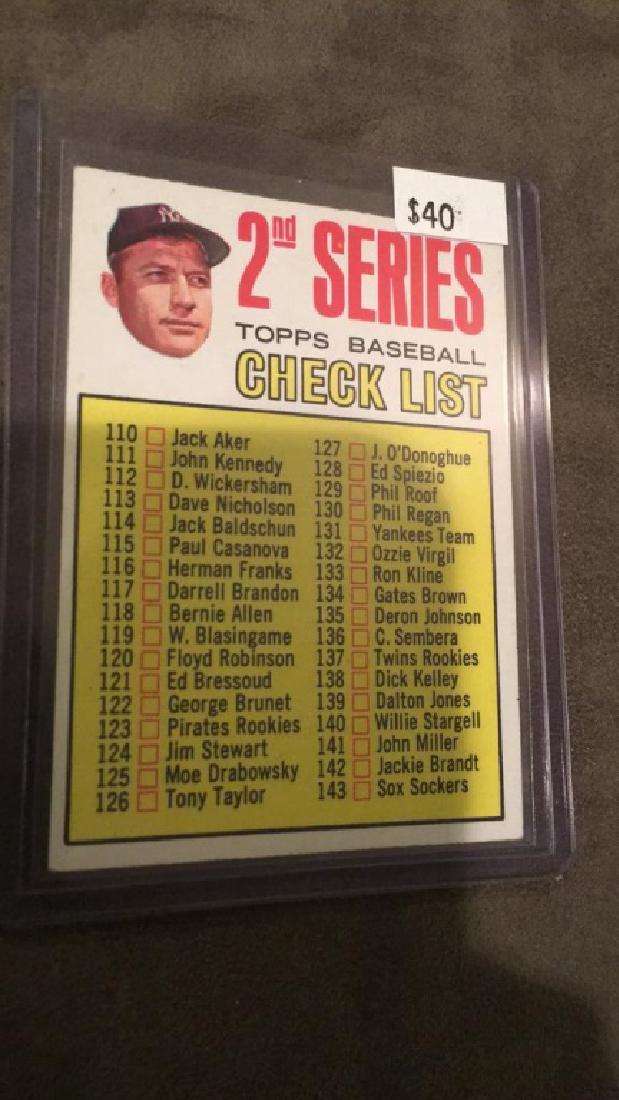 $40
NY
2nd SERIES
TOPPS BASEBALL
CHECK LIST
110 Jack Aker
111 John Kennedy
112 D. Wickersham
113 Dave Nicholson
114 Jack Baldschun
115 Paul Casanova
116 Herman Franks
117 Darrell Brandon
118 Bernie Allen
119 W. Blasingame
120 Floyd Robinson
121 Ed Bressoud
122 George Brunet
123 Pirates Rookies
124 Jim Stewart
125 Moe Drabowsky
126 Tony Taylor
127 J. O'Donoghue
128 Ed Spiezio
129 Phil Roof
130 Phil Regan
131 Yankees Team
132 Ozzie Virgil
133 Ron Kline
134 Gates Brown
135 Deron Johnson
136 C. Sembera
137 Twins Rookies
138 Dick Kelley
139 Dalton Jones
140 Willie Stargell
141 John Miller
142 Jackie Brandt
143 Sox Sockers